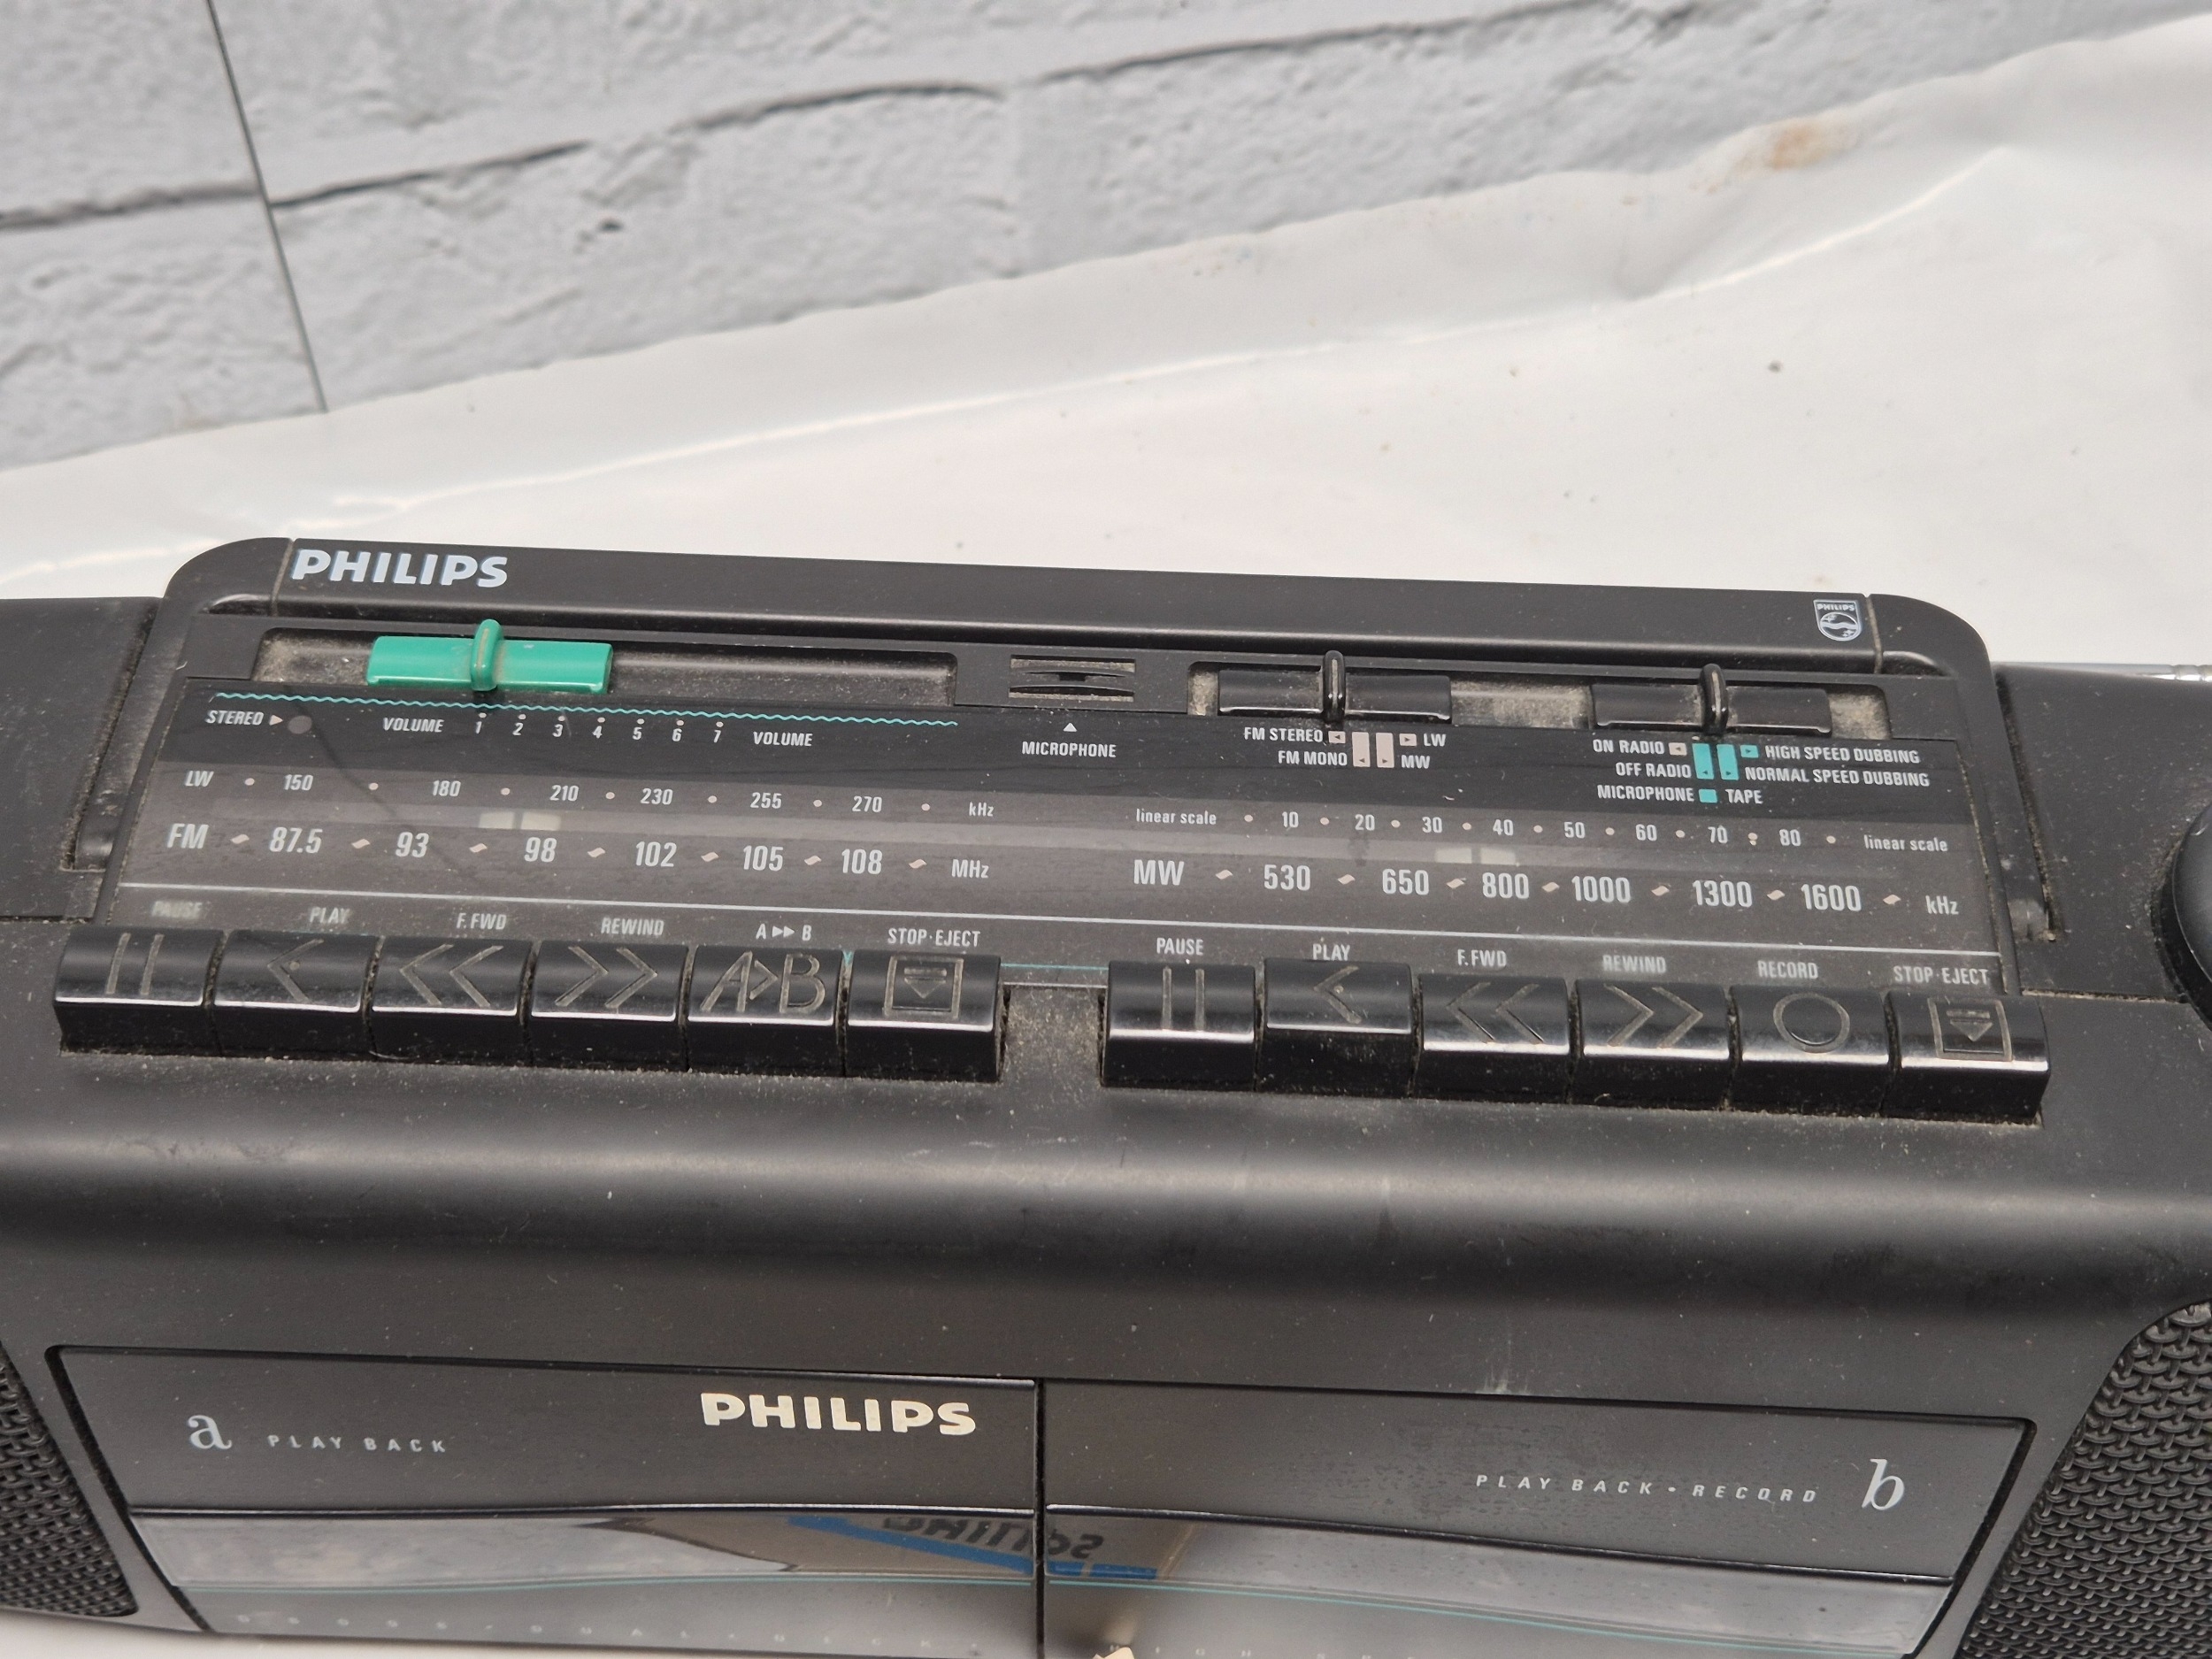 PHILIPS
PHILIPS
STEREO ▶ VOLUME 1 2 3 4 5 6 7 VOLUME
MICROPHONE
FM STEREO LW
FM MONO MW
ON RADIO HIGH SPEED DUBBING
OFF RADIO NORMAL SPEED DUBBING
MICROPHONE TAPE
LW 150 180 210 230 255 270 kHz
linear scale 10 20 30 40 50 60 70 80 linear scale
FM 87.5 93 98 102 105 108 MHz
MW 530 650 800 1000 1300 1600 kHz
PAUSE PLAY F.FWD REWIND A ▶▶ B STOP·EJECT
PAUSE PLAY F.FWD REWIND RECORD STOP·EJECT
A>B
a PLAY BACK
PHILIPS
PLAY BACK • RECORD b
PHILIPS